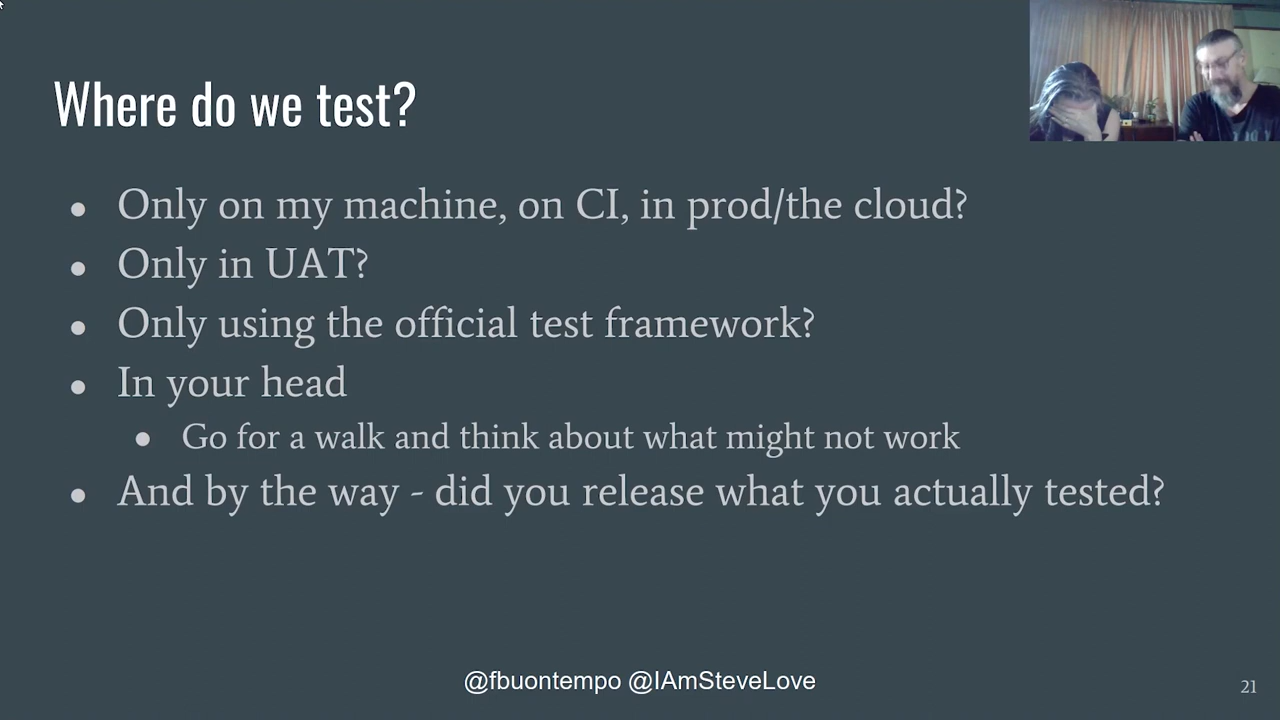 Where do we test?
● Only on my machine, on CI, in prod/the cloud?
● Only in UAT?
● Only using the official test framework?
● In your head
● Go for a walk and think about what might not work
● And by the way - did you release what you actually tested?
@fbuontempo @IAmSteveLove
21